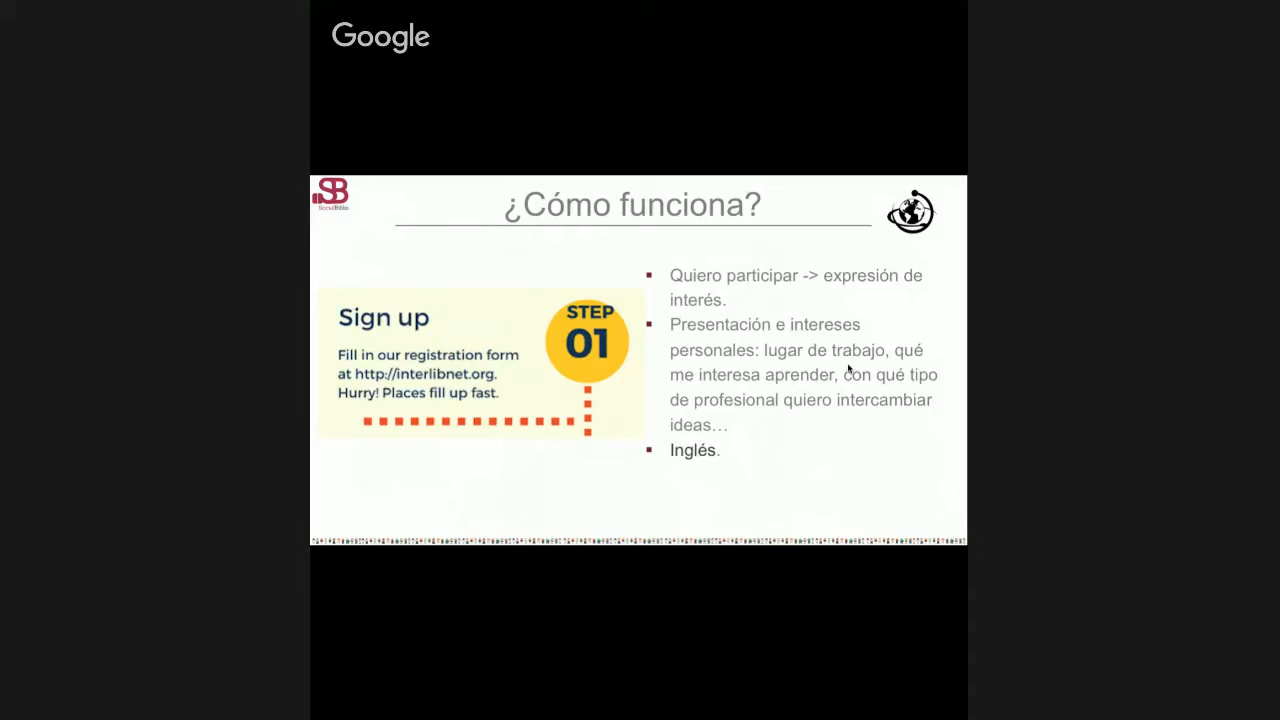 Google
SB
SocialBiblio
¿Cómo funciona?
Sign up
Fill in our registration form
at http://interlibnet.org.
Hurry! Places fill up fast.
STEP
01
Quiero participar -> expresión de
interés.
Presentación e intereses
personales: lugar de trabajo, qué
me interesa aprender, con qué tipo
de profesional quiero intercambiar
ideas…
Inglés.